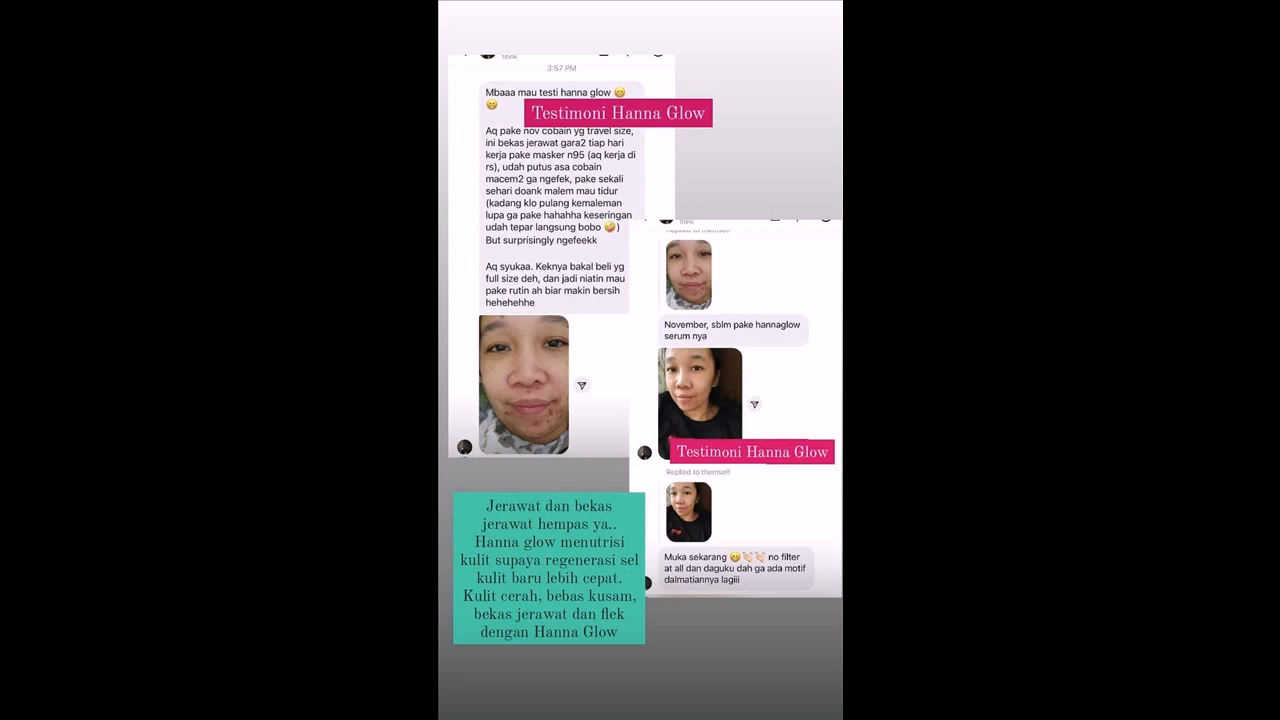 titink
3:57 PM
Mbaaa mau testi hanna glow 😁
😁
Testimoni Hanna Glow
Aq pake nov cobain yg travel size,
ini bekas jerawat gara2 tiap hari
kerja pake masker n95 (aq kerja di
rs), udah putus asa cobain
macem2 ga ngefek, pake sekali
sehari doank malem mau tidur
(kadang klo pulang kemaleman
lupa ga pake hahahha keseringan
udah tepar langsung bobo 🤪)
But surprisingly ngefeekk
Aq syukaa. Keknya bakal beli yg
full size deh, dan jadi niatin mau
pake rutin ah biar makin bersih
hehehehhe
titink
Replied to themself
November, sblm pake hannaglow
serum nya
Testimoni Hanna Glow
Replied to themself
Muka sekarang 😁👏🏻👏🏻 no filter
at all dan daguku dah ga ada motif
dalmatiannya lagiii
Jerawat dan bekas
jerawat hempas ya..
Hanna glow menutrisi
kulit supaya regenerasi sel
kulit baru lebih cepat.
Kulit cerah, bebas kusam,
bekas jerawat dan flek
dengan Hanna Glow